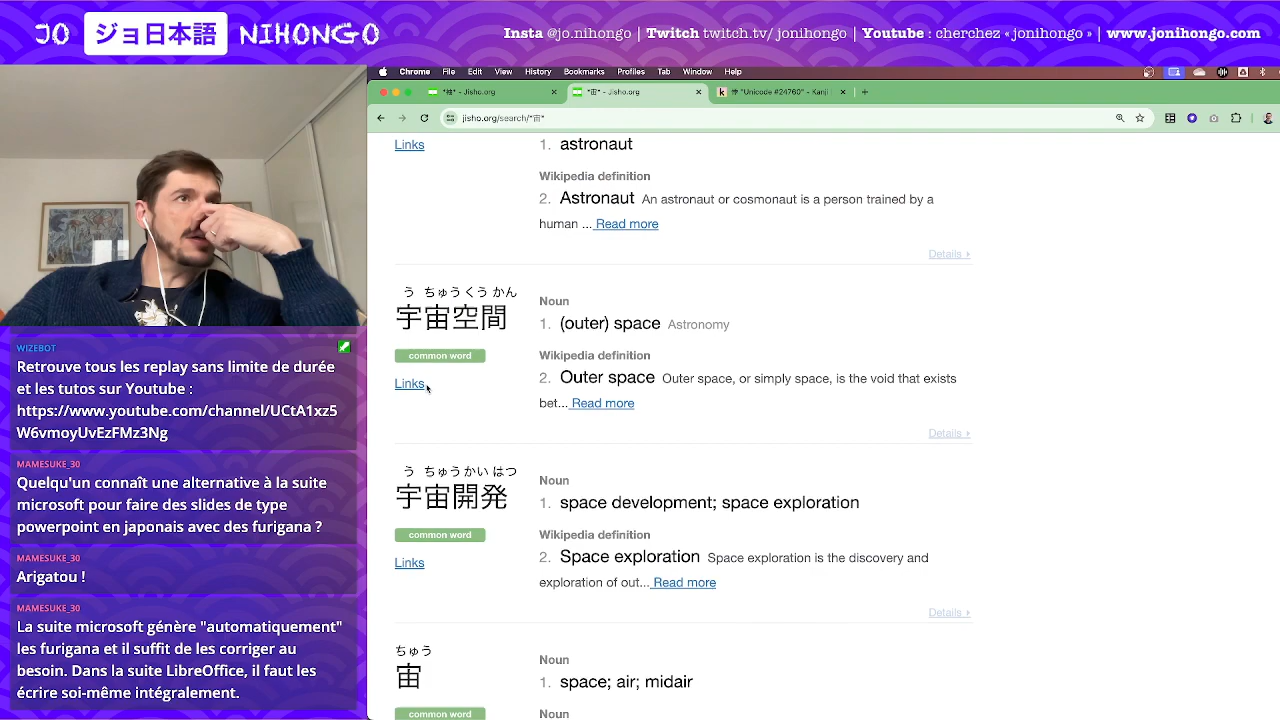 JO ジョ日本語 NIHONGO
Insta @jo.nihongo | Twitch twitch.tv/ jonihongo | Youtube : cherchez «jonihongo » | www.jonihongo.com
Chrome File Edit View History Bookmarks Profiles Tab Window Help
"宙" - Jisho.org
"Unicode #24760" - Kanji
jisho.org/search/*宙*
Links
1. astronaut
Wikipedia definition
2. Astronaut An astronaut or cosmonaut is a person trained by a
human ... Read more
Details
う ちゅう くう かん
宇宙空間
common word
Links
Noun
1. (outer) space Astronomy
Wikipedia definition
2. Outer space Outer space, or simply space, is the void that exists
bet... Read more
Details
う ちゅう かい はつ
宇宙開発
common word
Links
Noun
1. space development; space exploration
Wikipedia definition
2. Space exploration Space exploration is the discovery and
exploration of out... Read more
Details
ちゅう
宙
common word
Noun
1. space; air; midair
Noun
WIZEBOT
Retrouve tous les replay sans limite de durée
et les tutos sur Youtube :
https://www.youtube.com/channel/UCtA1xz5
W6vmoyUvEzFMz3Ng
MAMESUKE_30
Quelqu'un connaît une alternative à la suite
microsoft pour faire des slides de type
powerpoint en japonais avec des furigana ?
MAMESUKE_30
Arigatou !
MAMESUKE_30
La suite microsoft génère "automatiquement"
les furigana et il suffit de les corriger au
besoin. Dans la suite LibreOffice, il faut les
écrire soi-même intégralement.